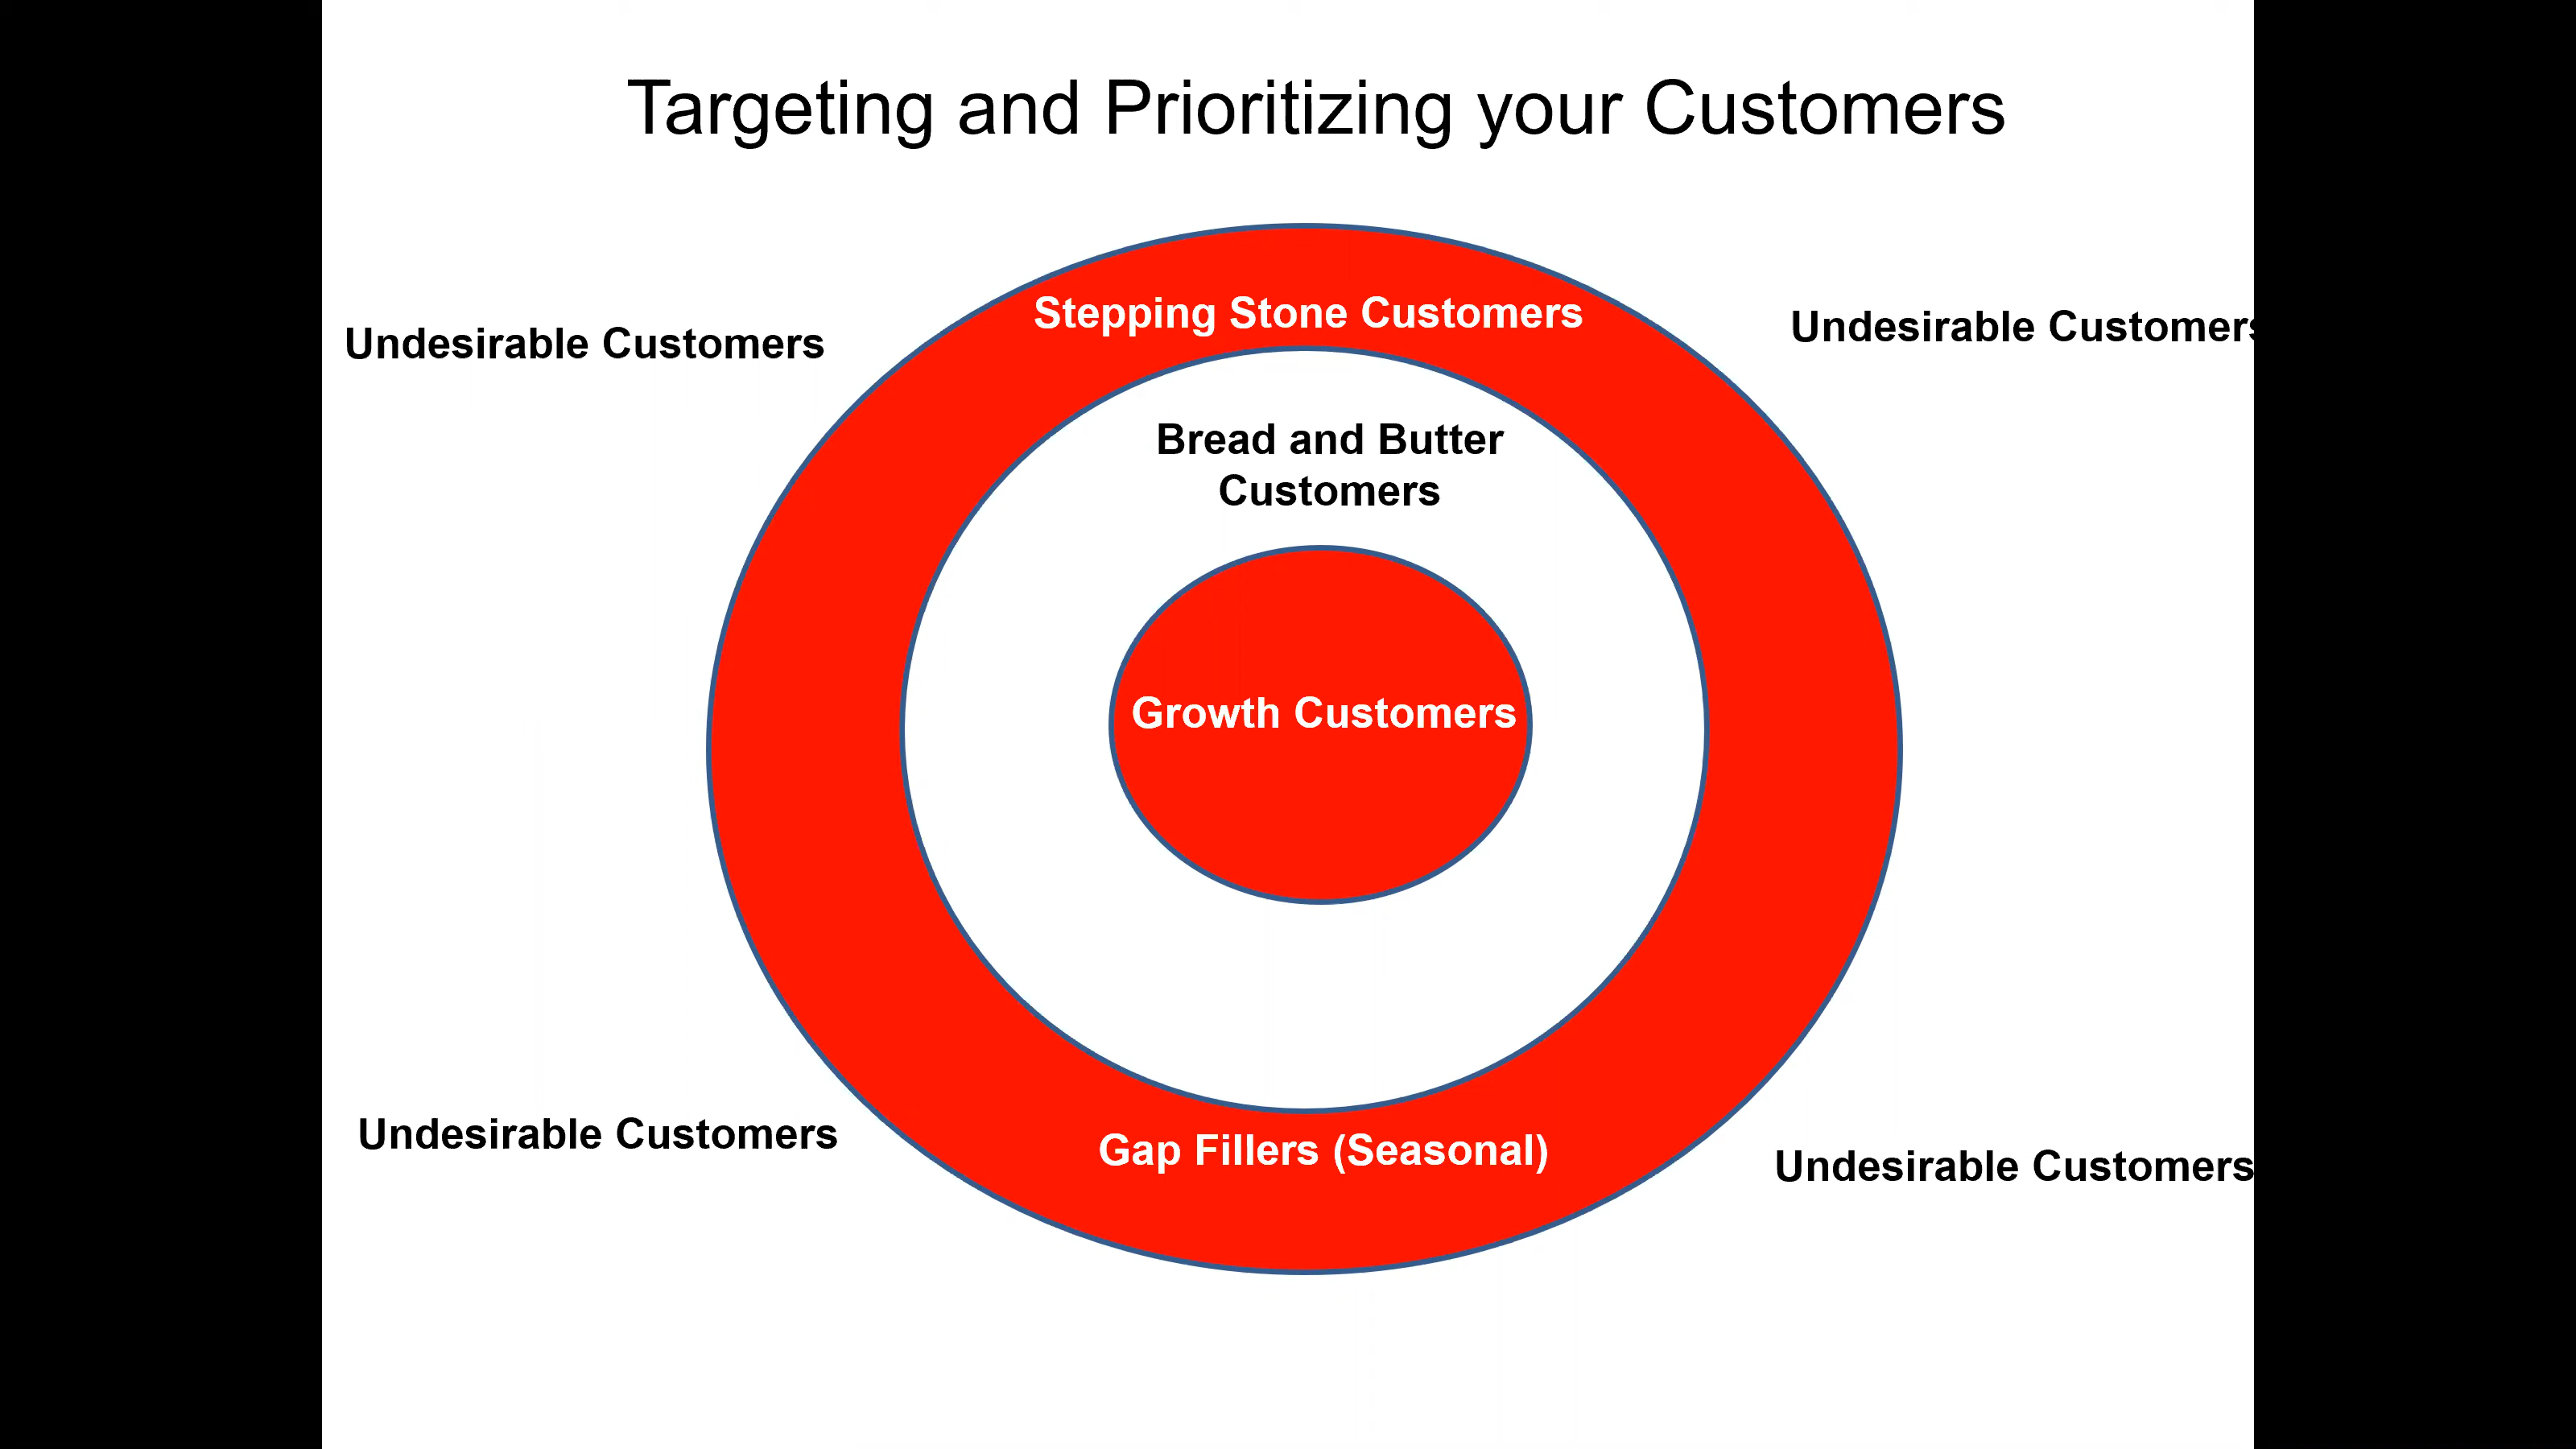 Targeting and Prioritizing your Customers
Stepping Stone Customers
Undesirable Customers
Undesirable Customers
Bread and Butter
Customers
Growth Customers
Undesirable Customers
Gap Fillers (Seasonal)
Undesirable Customers